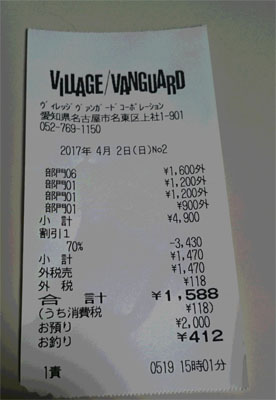 VILLAGE/VANGUARD
ヴィレッジヴァンガードコーポレーション
愛知県名古屋市名東区上社1-901
052-769-1150
2017年 4月 2日(日)No2
部門06 ¥1,600外
部門01 ¥1,200外
部門01 ¥1,200外
部門01 ¥900外
小 計 ¥4,900
割引1
70% -3,430
小 計 ¥1,470
外税売 ¥1,470
外 税 ¥118
合 計 ¥1,588
(うち消費税 ¥118)
お預り ¥2,000
お釣り ¥412
1責 0519 15時01分